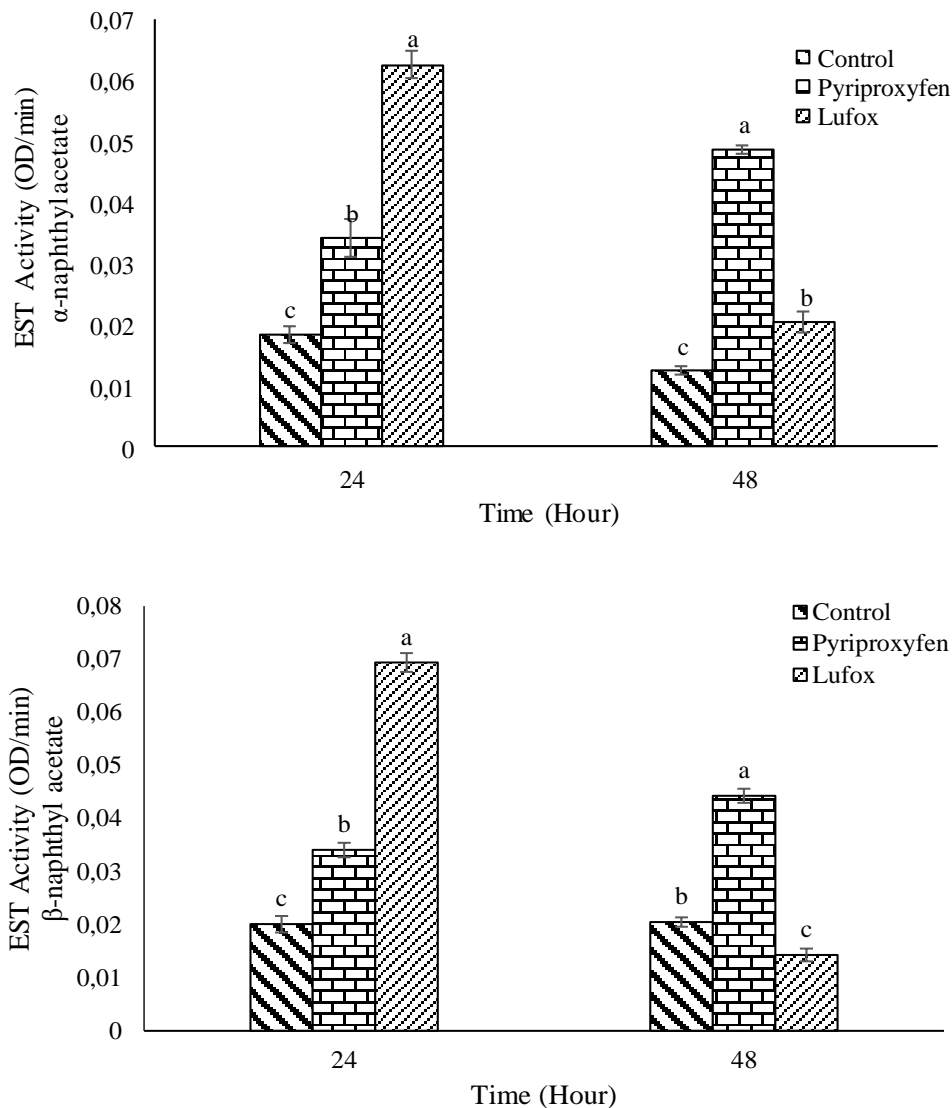 0,07
0,06
0,05
0,04
0,03
0,02
0,01
0
EST Activity (OD/min)
α-naphthylacetate
a
b
c
a
b
c
Control
Pyriproxyfen
Lufox
24
48
Time (Hour)
0,08
0,07
0,06
0,05
0,04
0,03
0,02
0,01
0
EST Activity (OD/min)
β-naphthyl acetate
a
b
c
a
b
c
Control
Pyriproxyfen
Lufox
24
48
Time (Hour)